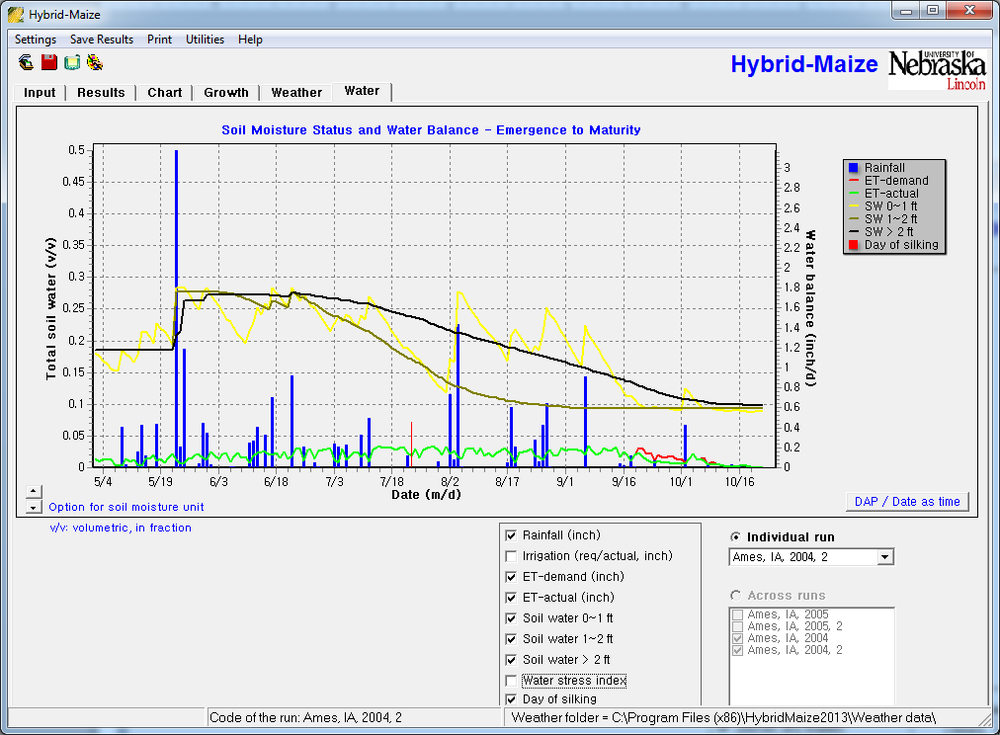 Hybrid-Maize
Settings Save Results Print Utilities Help
Hybrid-Maize
UNIVERSITY OF
Nebraska
Lincoln
Input Results Chart Growth Weather Water
Soil Moisture Status and Water Balance - Emergence to Maturity
Total soil water (v/v)
0.5
0.45
0.4
0.35
0.3
0.25
0.2
0.15
0.1
0.05
0
3
2.8
2.6
2.4
2.2
2
1.8
1.6
1.4
1.2
1
0.8
0.6
0.4
0.2
0
Water balance (inch/d)
5/4 5/19 6/3 6/18 7/3 7/18 8/2 8/17 9/1 9/16 10/1 10/16
Date (m/d)
Rainfall
ET-demand
ET-actual
SW 0~1 ft
SW 1~2 ft
SW > 2 ft
Day of silking
Option for soil moisture unit
DAP / Date as time
v/v: volumetric, in fraction
Rainfall (inch)
Irrigation (req/actual, inch)
ET-demand (inch)
ET-actual (inch)
Soil water 0~1 ft
Soil water 1~2 ft
Soil water > 2 ft
Water stress index
Day of silking
Individual run
Ames, IA, 2004, 2
Across runs
Ames, IA, 2005
Ames, IA, 2005, 2
Ames, IA, 2004
Ames, IA, 2004, 2
Code of the run: Ames, IA, 2004, 2
Weather folder = C:\Program Files (x86)\HybridMaize2013\Weather data\